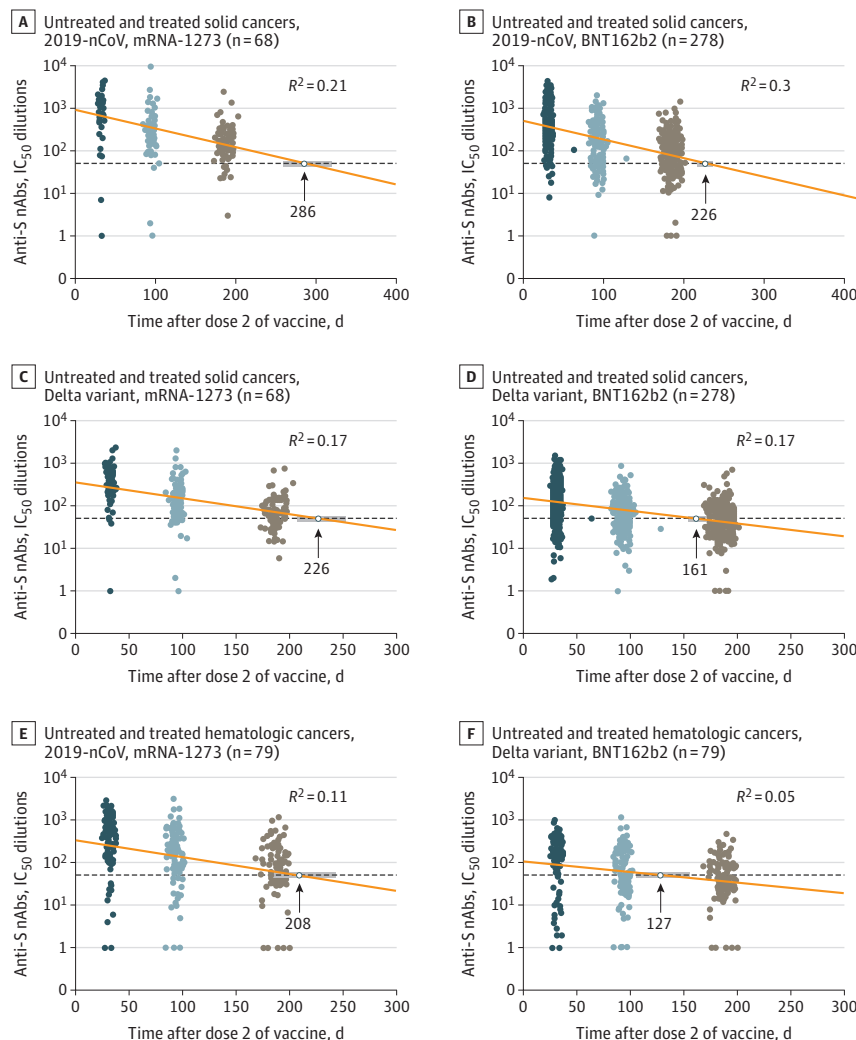 A Untreated and treated solid cancers,
2019-nCoV, mRNA-1273 (n=68)
10⁴
10³
10²
10¹
1
0
Anti-S nAbs, IC₅₀ dilutions
R² = 0.21
286
0 100 200 300 400
Time after dose 2 of vaccine, d
B Untreated and treated solid cancers,
2019-nCoV, BNT162b2 (n=278)
10⁴
10³
10²
10¹
1
0
Anti-S nAbs, IC₅₀ dilutions
R² = 0.3
226
0 100 200 300 400
Time after dose 2 of vaccine, d
C Untreated and treated solid cancers,
Delta variant, mRNA-1273 (n=68)
10⁴
10³
10²
10¹
1
0
Anti-S nAbs, IC₅₀ dilutions
R² = 0.17
226
0 50 100 150 200 250 300
Time after dose 2 of vaccine, d
D Untreated and treated solid cancers,
Delta variant, BNT162b2 (n=278)
10⁴
10³
10²
10¹
1
0
Anti-S nAbs, IC₅₀ dilutions
R² = 0.17
161
0 50 100 150 200 250 300
Time after dose 2 of vaccine, d
E Untreated and treated hematologic cancers,
2019-nCoV, mRNA-1273 (n=79)
10⁴
10³
10²
10¹
1
0
Anti-S nAbs, IC₅₀ dilutions
R² = 0.11
208
0 50 100 150 200 250 300
Time after dose 2 of vaccine, d
F Untreated and treated hematologic cancers,
Delta variant, BNT162b2 (n=79)
10⁴
10³
10²
10¹
1
0
Anti-S nAbs, IC₅₀ dilutions
R² = 0.05
127
0 50 100 150 200 250 300
Time after dose 2 of vaccine, d